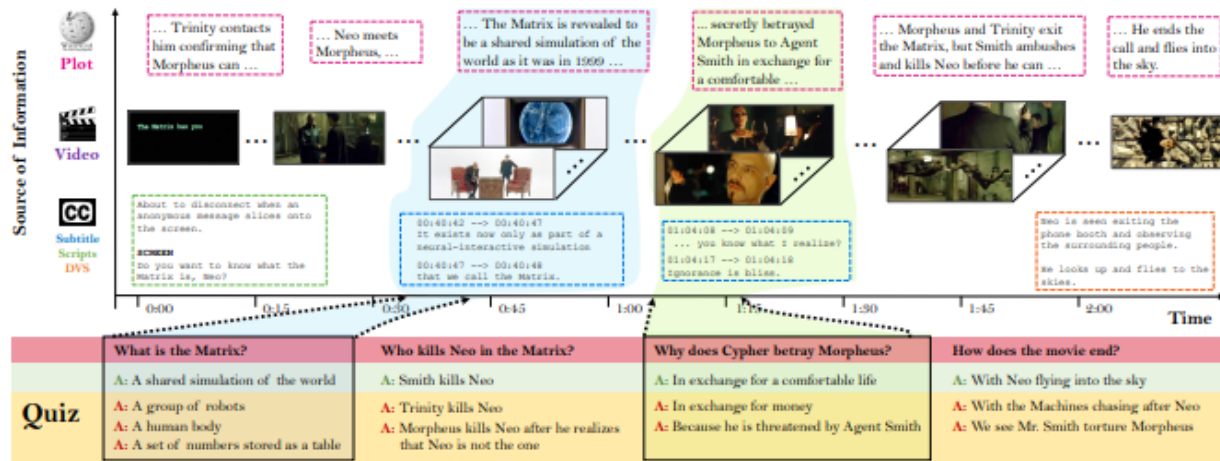 ... Trinity contacts
him confirming that
Morpheus can ...
... Neo meets
Morpheus, ...
... The Matrix is revealed to
be a shared simulation of the
world as it was in 1999 ...
... secretly betrayed
Morpheus to Agent
Smith in exchange for
a comfortable ...
... Morpheus and Trinity exit
the Matrix, but Smith ambushes
and kills Neo before he can ...
... He ends the
call and flies into
the sky.
Source of Information
Plot
Video
The Matrix has you
...
...
...
...
...
CC
Subtitle
Scripts
DVS
About to disconnect when an
anonymous message slices onto
the screen.
SCREEN
Do you want to know what the
Matrix is, Neo?
00:40:42 --> 00:40:47
It exists now only as part of a
neural-interactive simulation
00:40:47 --> 00:40:48
that we call the Matrix.
01:04:08 --> 01:04:09
... you know what I realize?
01:04:17 --> 01:04:18
Ignorance is bliss.
Neo is seen exiting the
phone booth and observing
the surrounding people.
He looks up and flies to the
skies.
0:00
0:15
0:30
0:45
1:00
1:15
1:30
1:45
2:00
Time
Quiz
What is the Matrix?
A: A shared simulation of the world
A: A group of robots
A: A human body
A: A set of numbers stored as a table
Who kills Neo in the Matrix?
A: Smith kills Neo
A: Trinity kills Neo
A: Morpheus kills Neo after he realizes
that Neo is not the one
Why does Cypher betray Morpheus?
A: In exchange for a comfortable life
A: In exchange for money
A: Because he is threatened by Agent Smith
How does the movie end?
A: With Neo flying into the sky
A: With the Machines chasing after Neo
A: We see Mr. Smith torture Morpheus